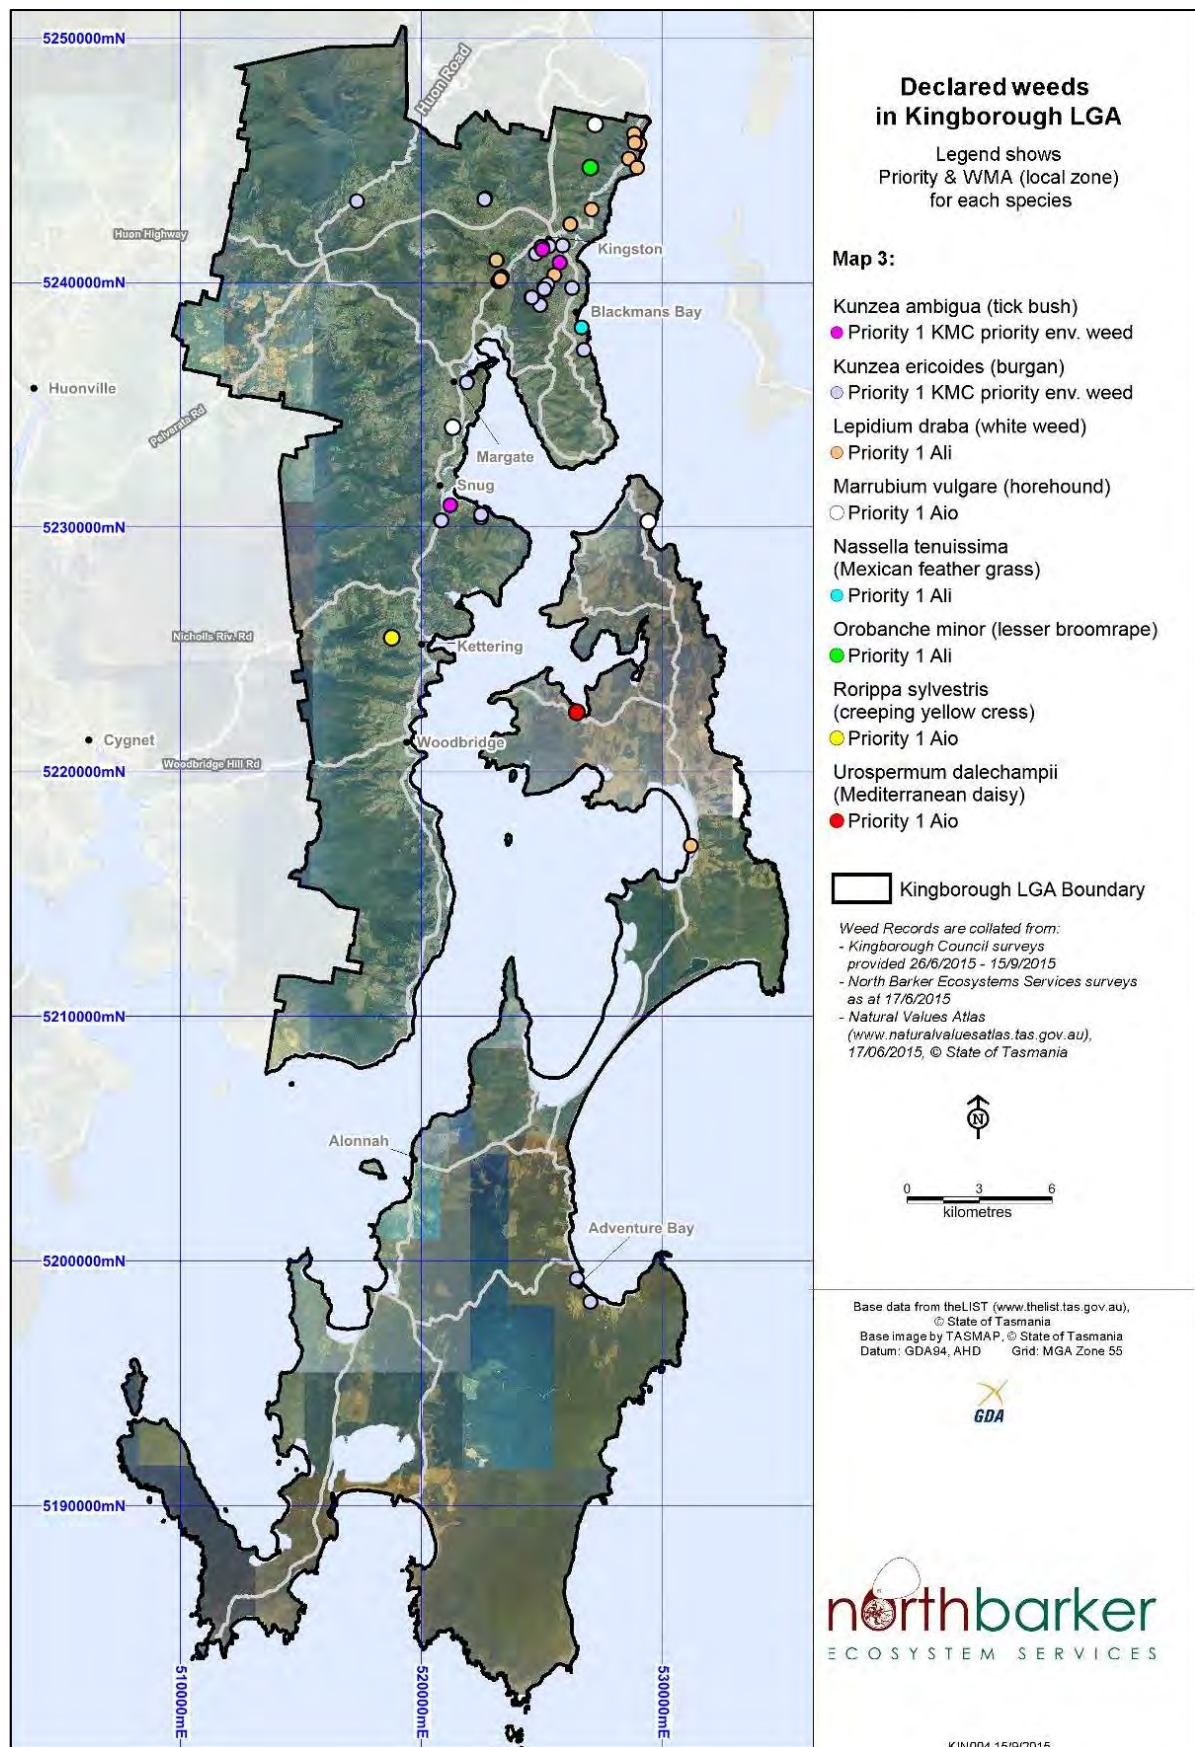 5250000mN
5240000mN
5230000mN
5220000mN
5210000mN
5200000mN
5190000mN
510000mE
520000mE
530000mE
Huon Road
Huon Highway
Kingston
Blackmans Bay
Huonville
Pelverata Rd
Margate
Snug
Nicholls Riv. Rd
Kettering
Cygnet
Woodbridge
Woodbridge Hill Rd
Alonnah
Adventure Bay
Declared weeds
in Kingborough LGA
Legend shows
Priority & WMA (local zone)
for each species
Map 3:
Kunzea ambigua (tick bush)
Priority 1 KMC priority env. weed
Kunzea ericoides (burgan)
Priority 1 KMC priority env. weed
Lepidium draba (white weed)
Priority 1 Ali
Marrubium vulgare (horehound)
Priority 1 Aio
Nassella tenuissima
(Mexican feather grass)
Priority 1 Ali
Orobanche minor (lesser broomrape)
Priority 1 Ali
Rorippa sylvestris
(creeping yellow cress)
Priority 1 Aio
Urospermum dalechampii
(Mediterranean daisy)
Priority 1 Aio
Kingborough LGA Boundary
Weed Records are collated from:
- Kingborough Council surveys
provided 26/6/2015 - 15/9/2015
- North Barker Ecosystems Services surveys
as at 17/6/2015
- Natural Values Atlas
(www.naturalvaluesatlas.tas.gov.au),
17/06/2015, © State of Tasmania
N
0 3 6
kilometres
Base data from theLIST (www.thelist.tas.gov.au),
© State of Tasmania
Base image by TASMAP, © State of Tasmania
Datum: GDA94, AHD Grid: MGA Zone 55
GDA
northbarker
ECOSYSTEM SERVICES
KIN004 15/9/2015